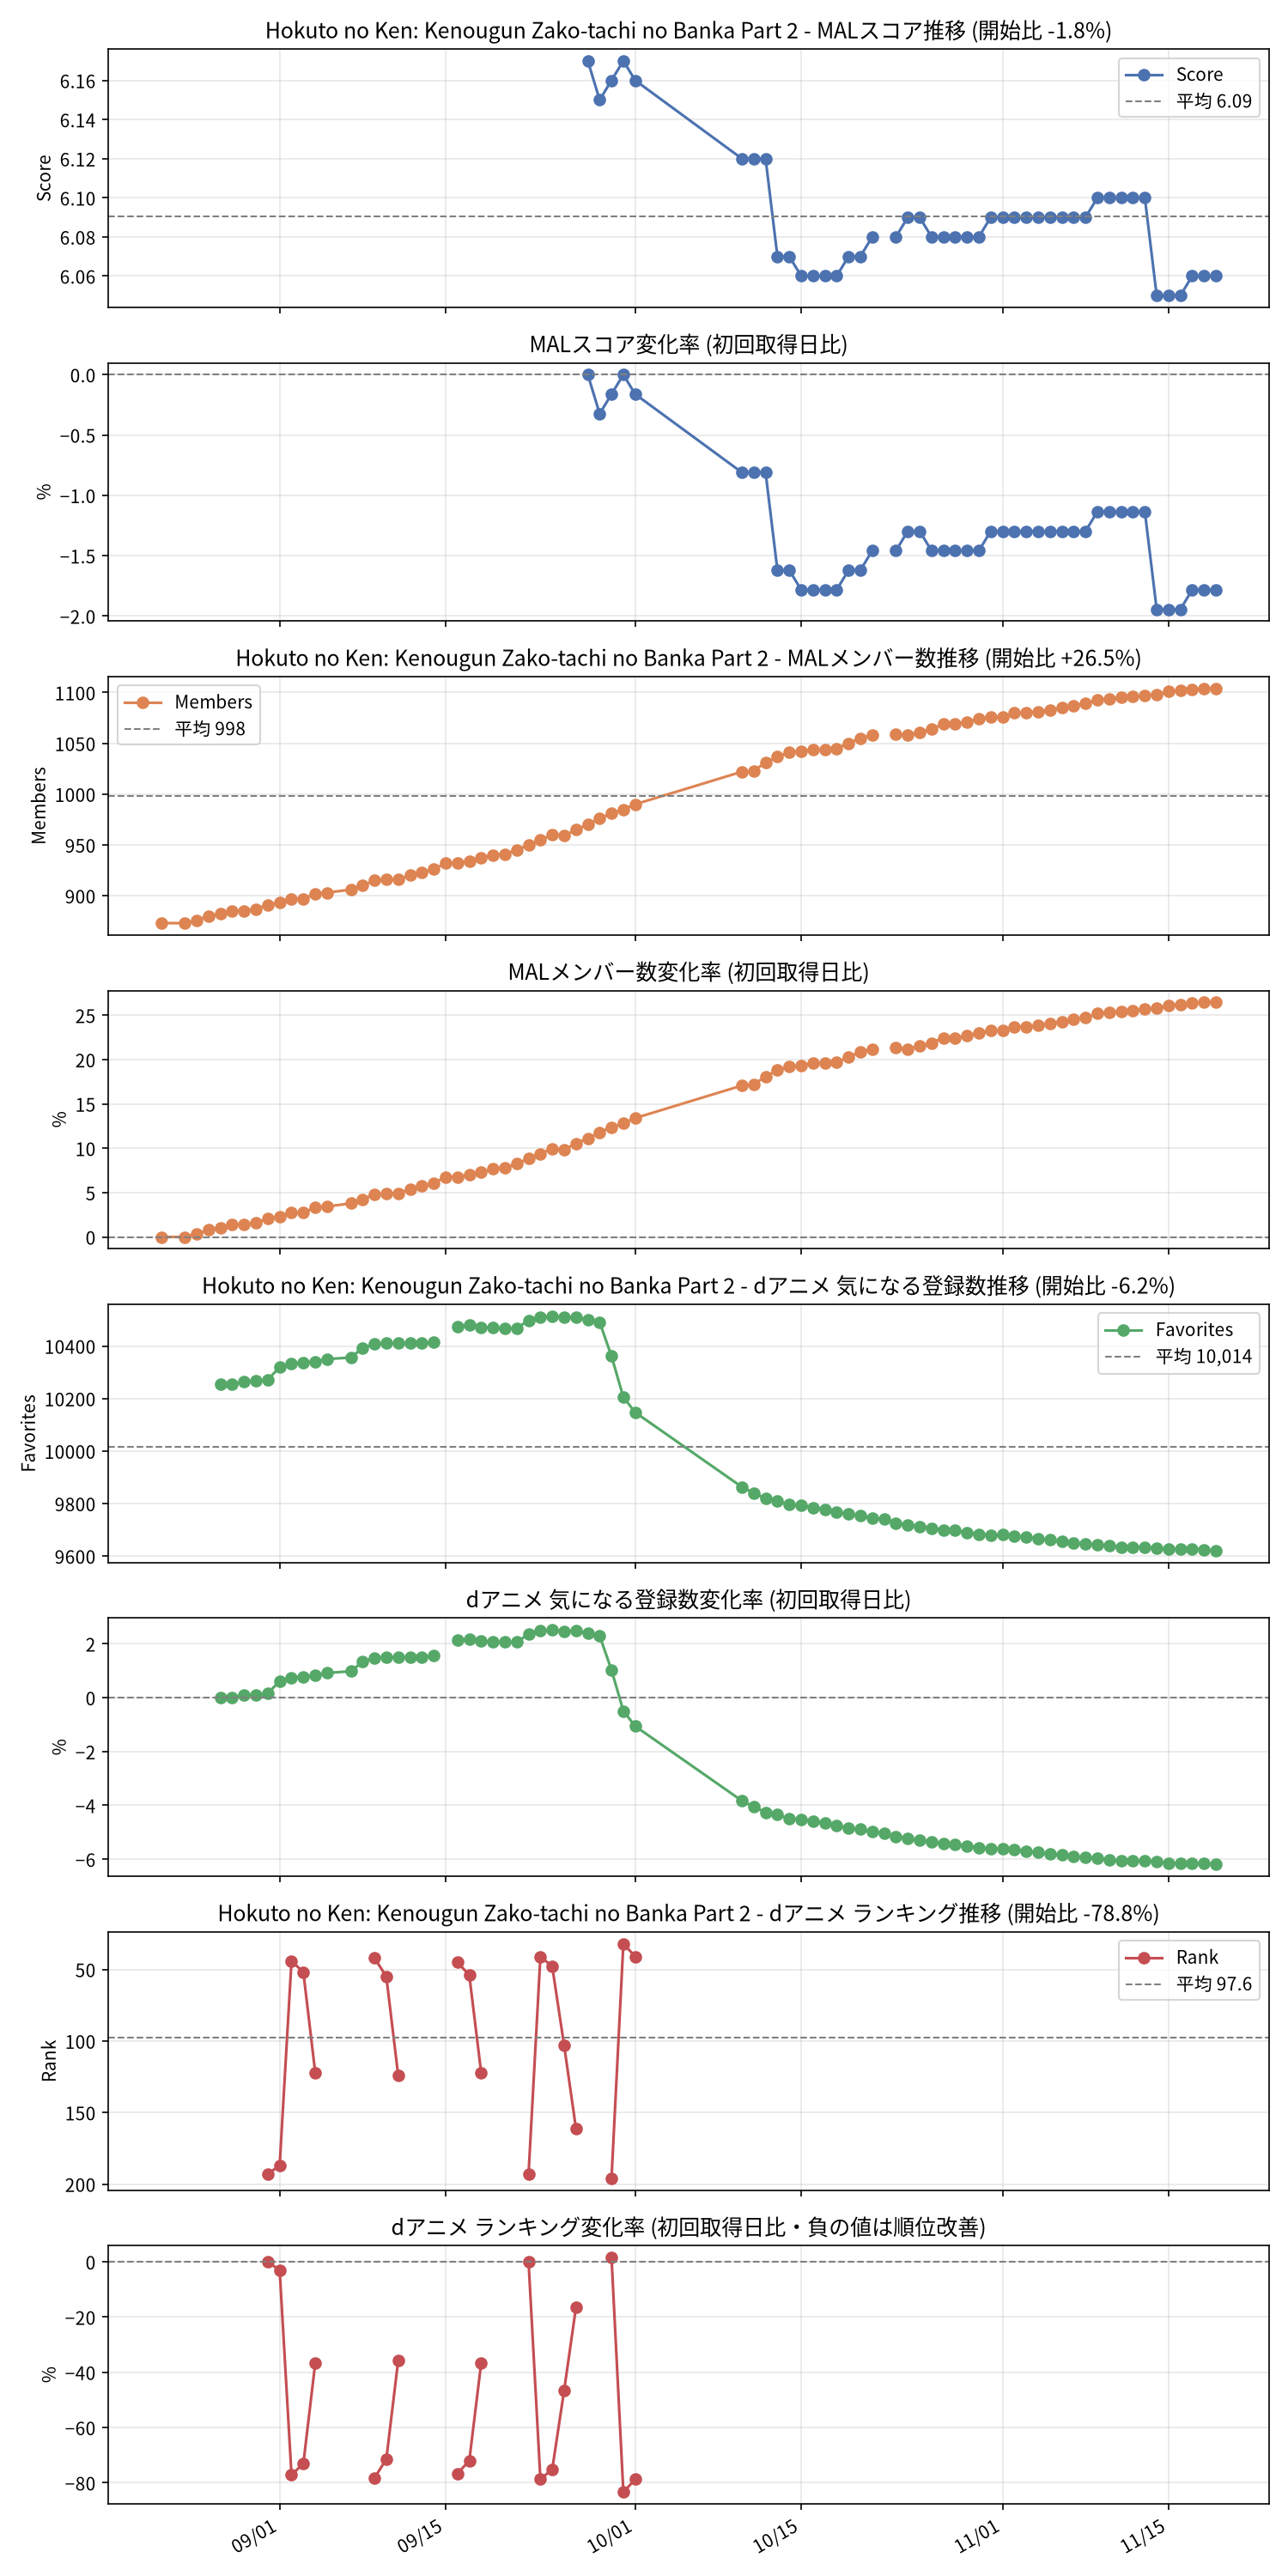 Hokuto no Ken: Kenougun Zako-tachi no Banka Part 2 - MALスコア推移 (開始比 -1.8%)
Score
6.16
6.14
6.12
6.10
6.08
6.06
Score
平均 6.09
MALスコア変化率 (初回取得日比)
%
0.0
−0.5
−1.0
−1.5
−2.0
Hokuto no Ken: Kenougun Zako-tachi no Banka Part 2 - MALメンバー数推移 (開始比 +26.5%)
Members
1100
1050
1000
950
900
Members
平均 998
MALメンバー数変化率 (初回取得日比)
%
25
20
15
10
5
0
Hokuto no Ken: Kenougun Zako-tachi no Banka Part 2 - dアニメ 気になる登録数推移 (開始比 -6.2%)
Favorites
10400
10200
10000
9800
9600
Favorites
平均 10,014
dアニメ 気になる登録数変化率 (初回取得日比)
%
2
0
−2
−4
−6
Hokuto no Ken: Kenougun Zako-tachi no Banka Part 2 - dアニメ ランキング推移 (開始比 -78.8%)
Rank
50
100
150
200
Rank
平均 97.6
dアニメ ランキング変化率 (初回取得日比・負の値は順位改善)
%
0
−20
−40
−60
−80
09/01
09/15
10/01
10/15
11/01
11/15